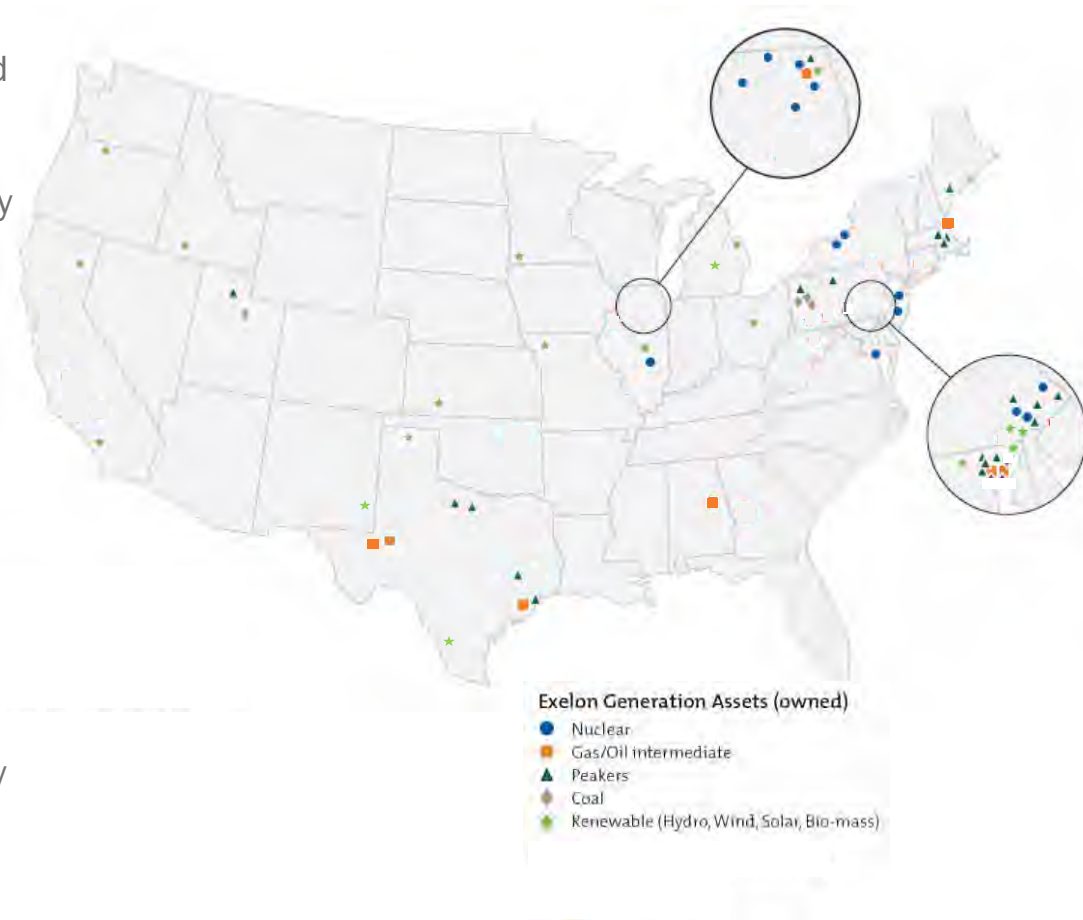 d
y
Exelon Generation Assets (owned)
Nuclear
Gas/Oil intermediate
Peakers
Coal
Renewable (Hydro, Wind, Solar, Bio-mass)
y